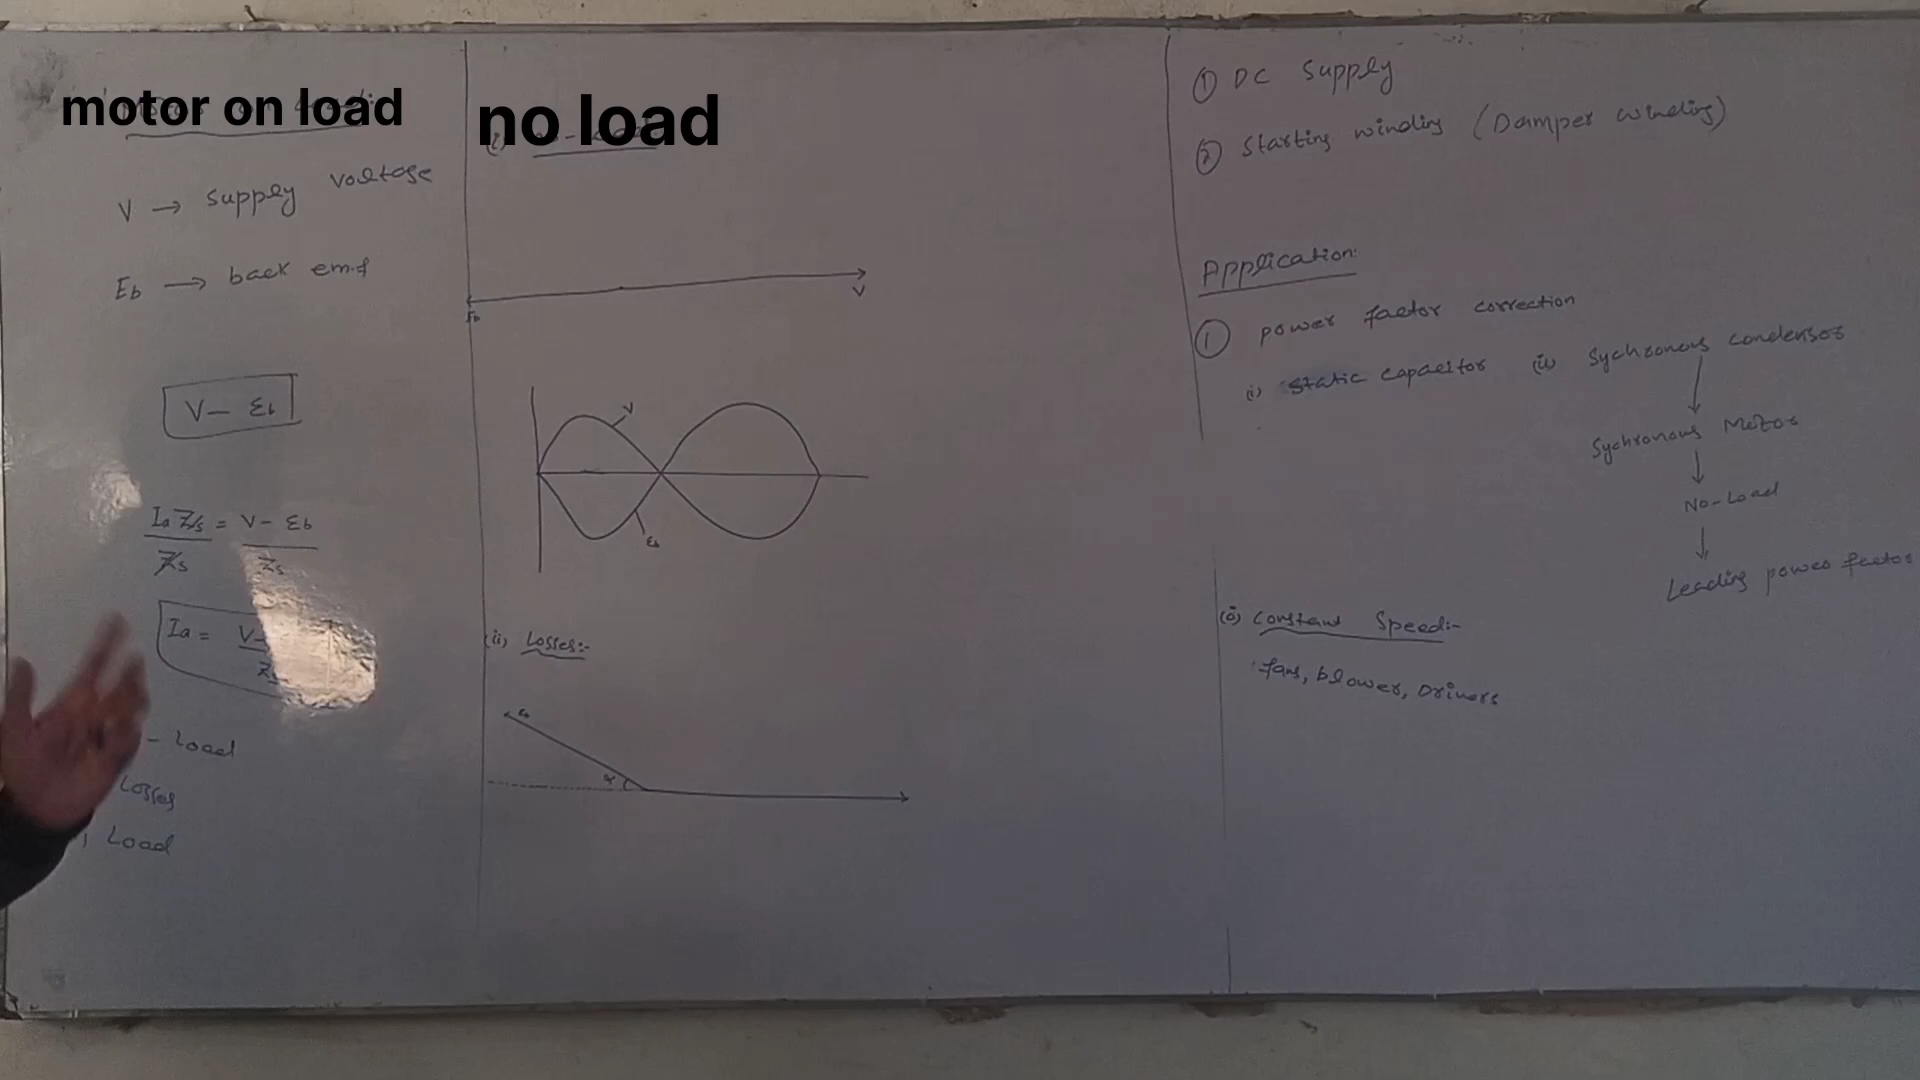 motor on load
V → supply voltage
Eb → back em.f
V - Eb
Ia Zs = V - Eb
Zs Zs
Ia = V-
- Load
Losses
Load
no load
Eb
V
V
Eb
(ii) Losses:-
Eb
α
① DC supply
② Starting winding (Damper winding)
Application:
① power factor correction
(i) Static capacitor (ii) Sychronous condensor
Sychronous Motor
No-Load
Leading power factor
constant Speed:-
fans, blower, Drivers